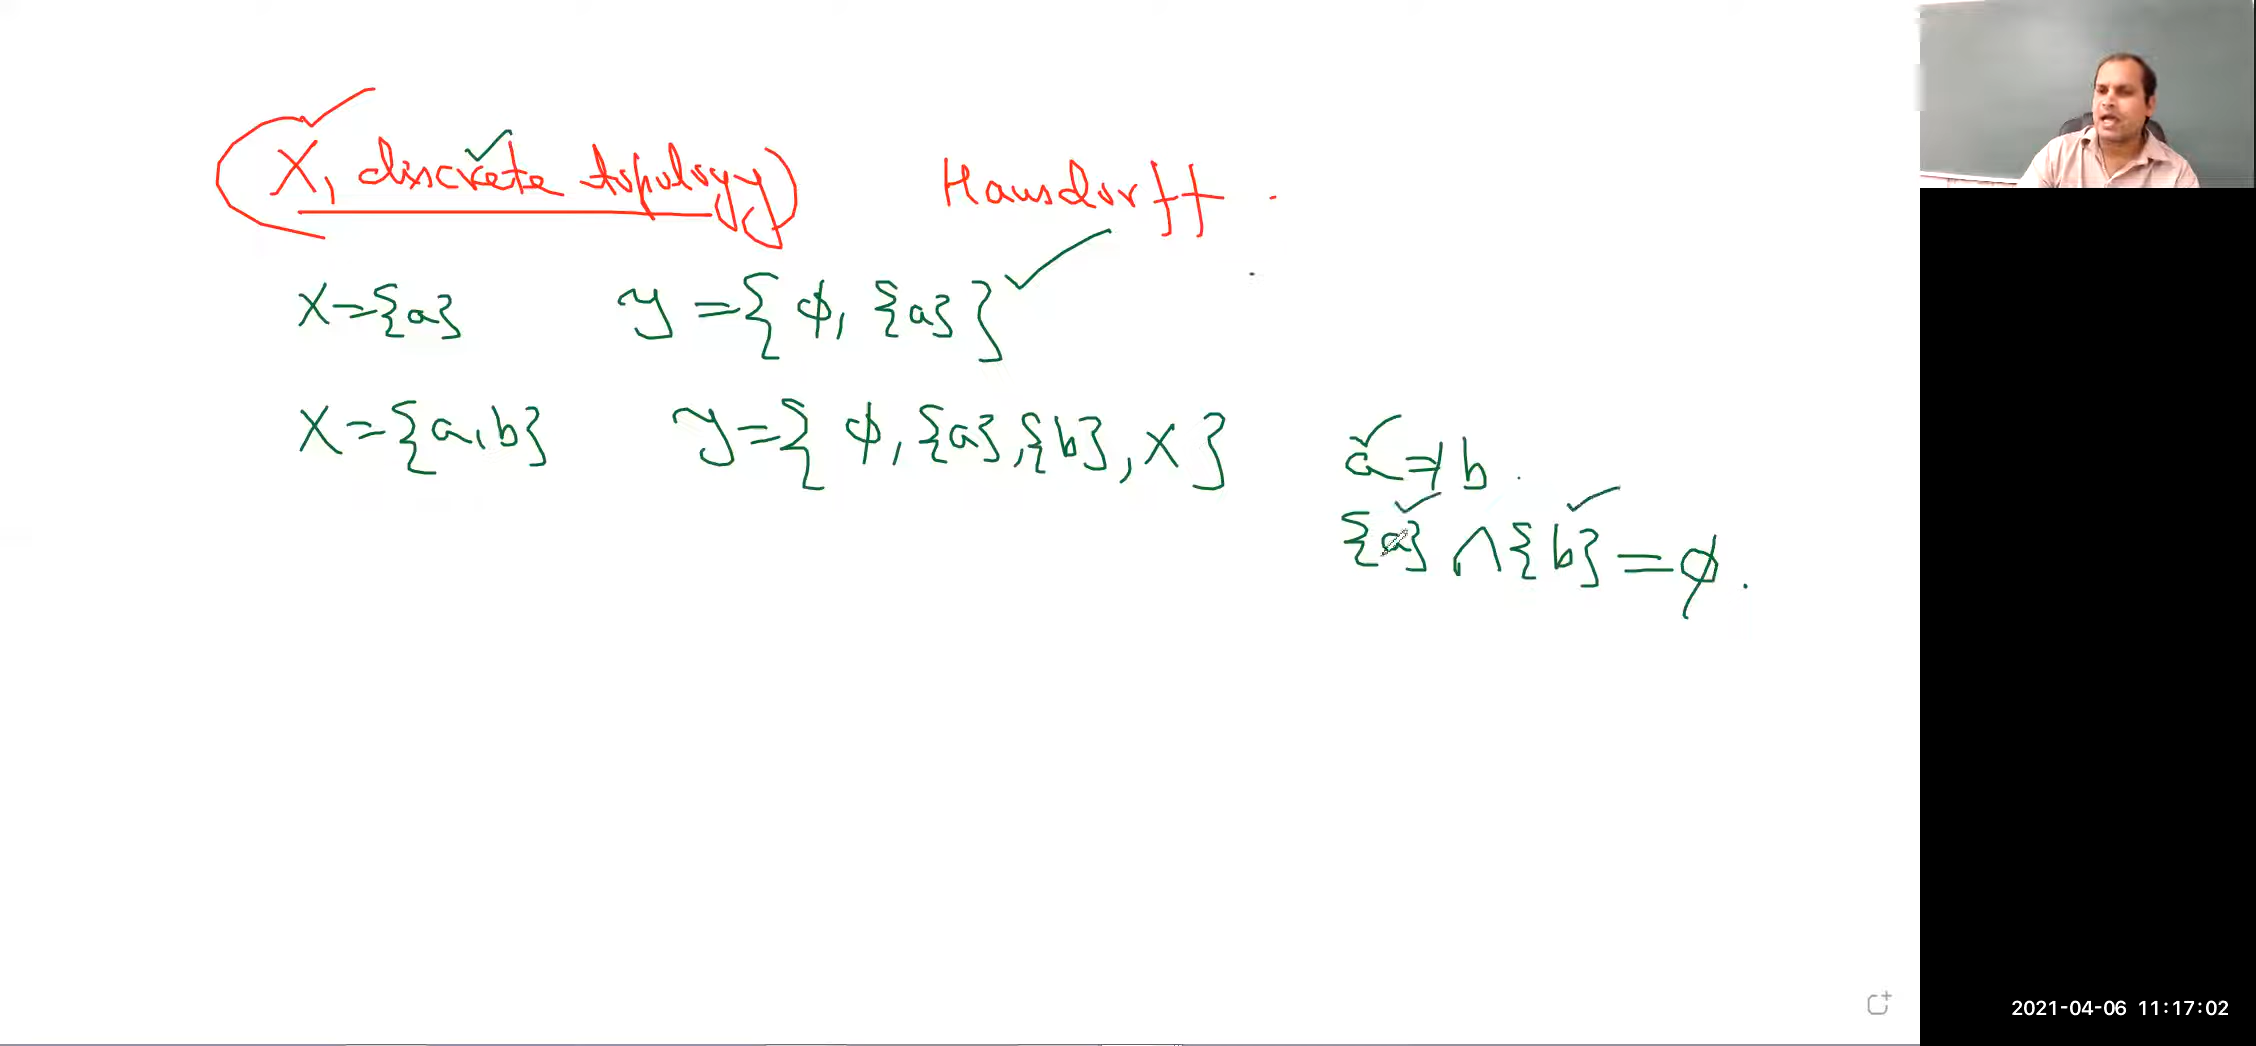 X, discrete topology Hausdorff .
X={a} y={ ϕ, {a} }
X={a,b} y={ ϕ, {a}, {b}, X }
a ≠ b .
{a} ∩ {b} = ϕ .
2021-04-06 11:17:02